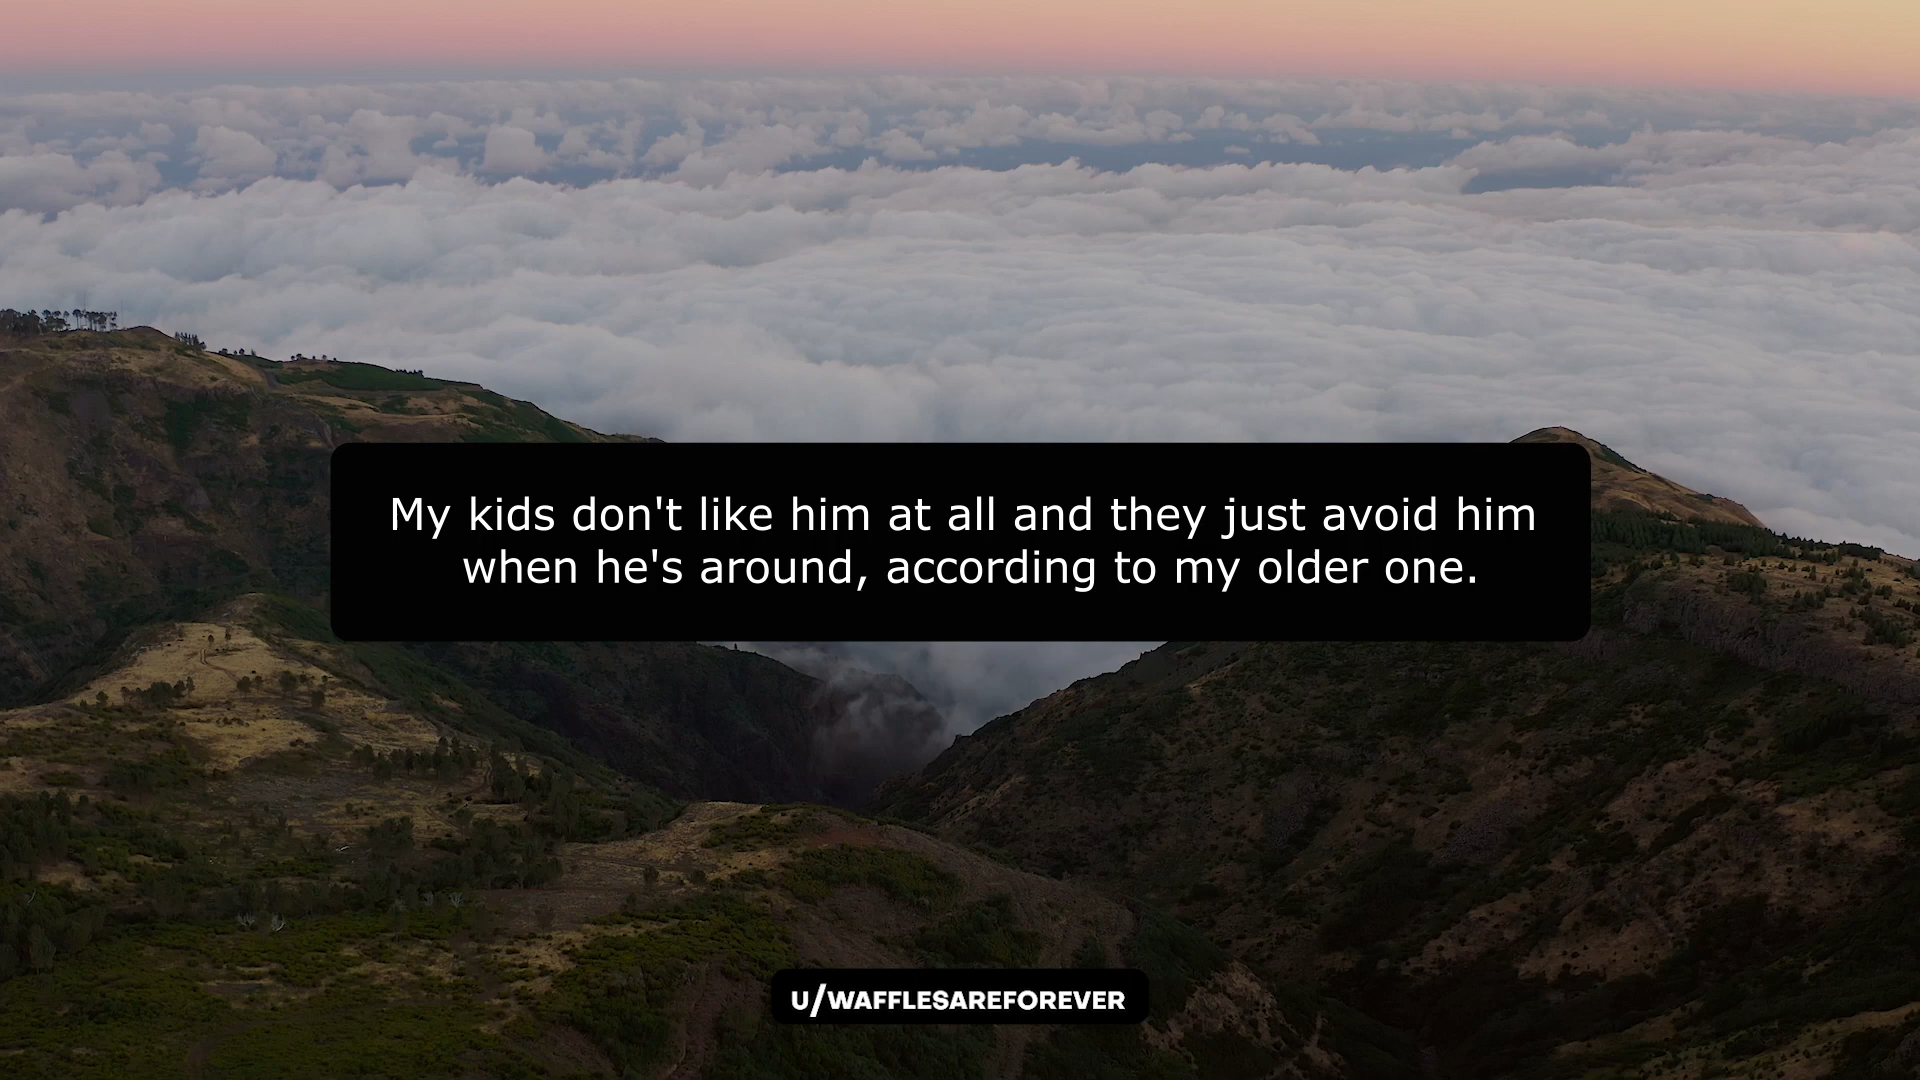 My kids don't like him at all and they just avoid him
when he's around, according to my older one.
U/WAFFLESAREFOREVER